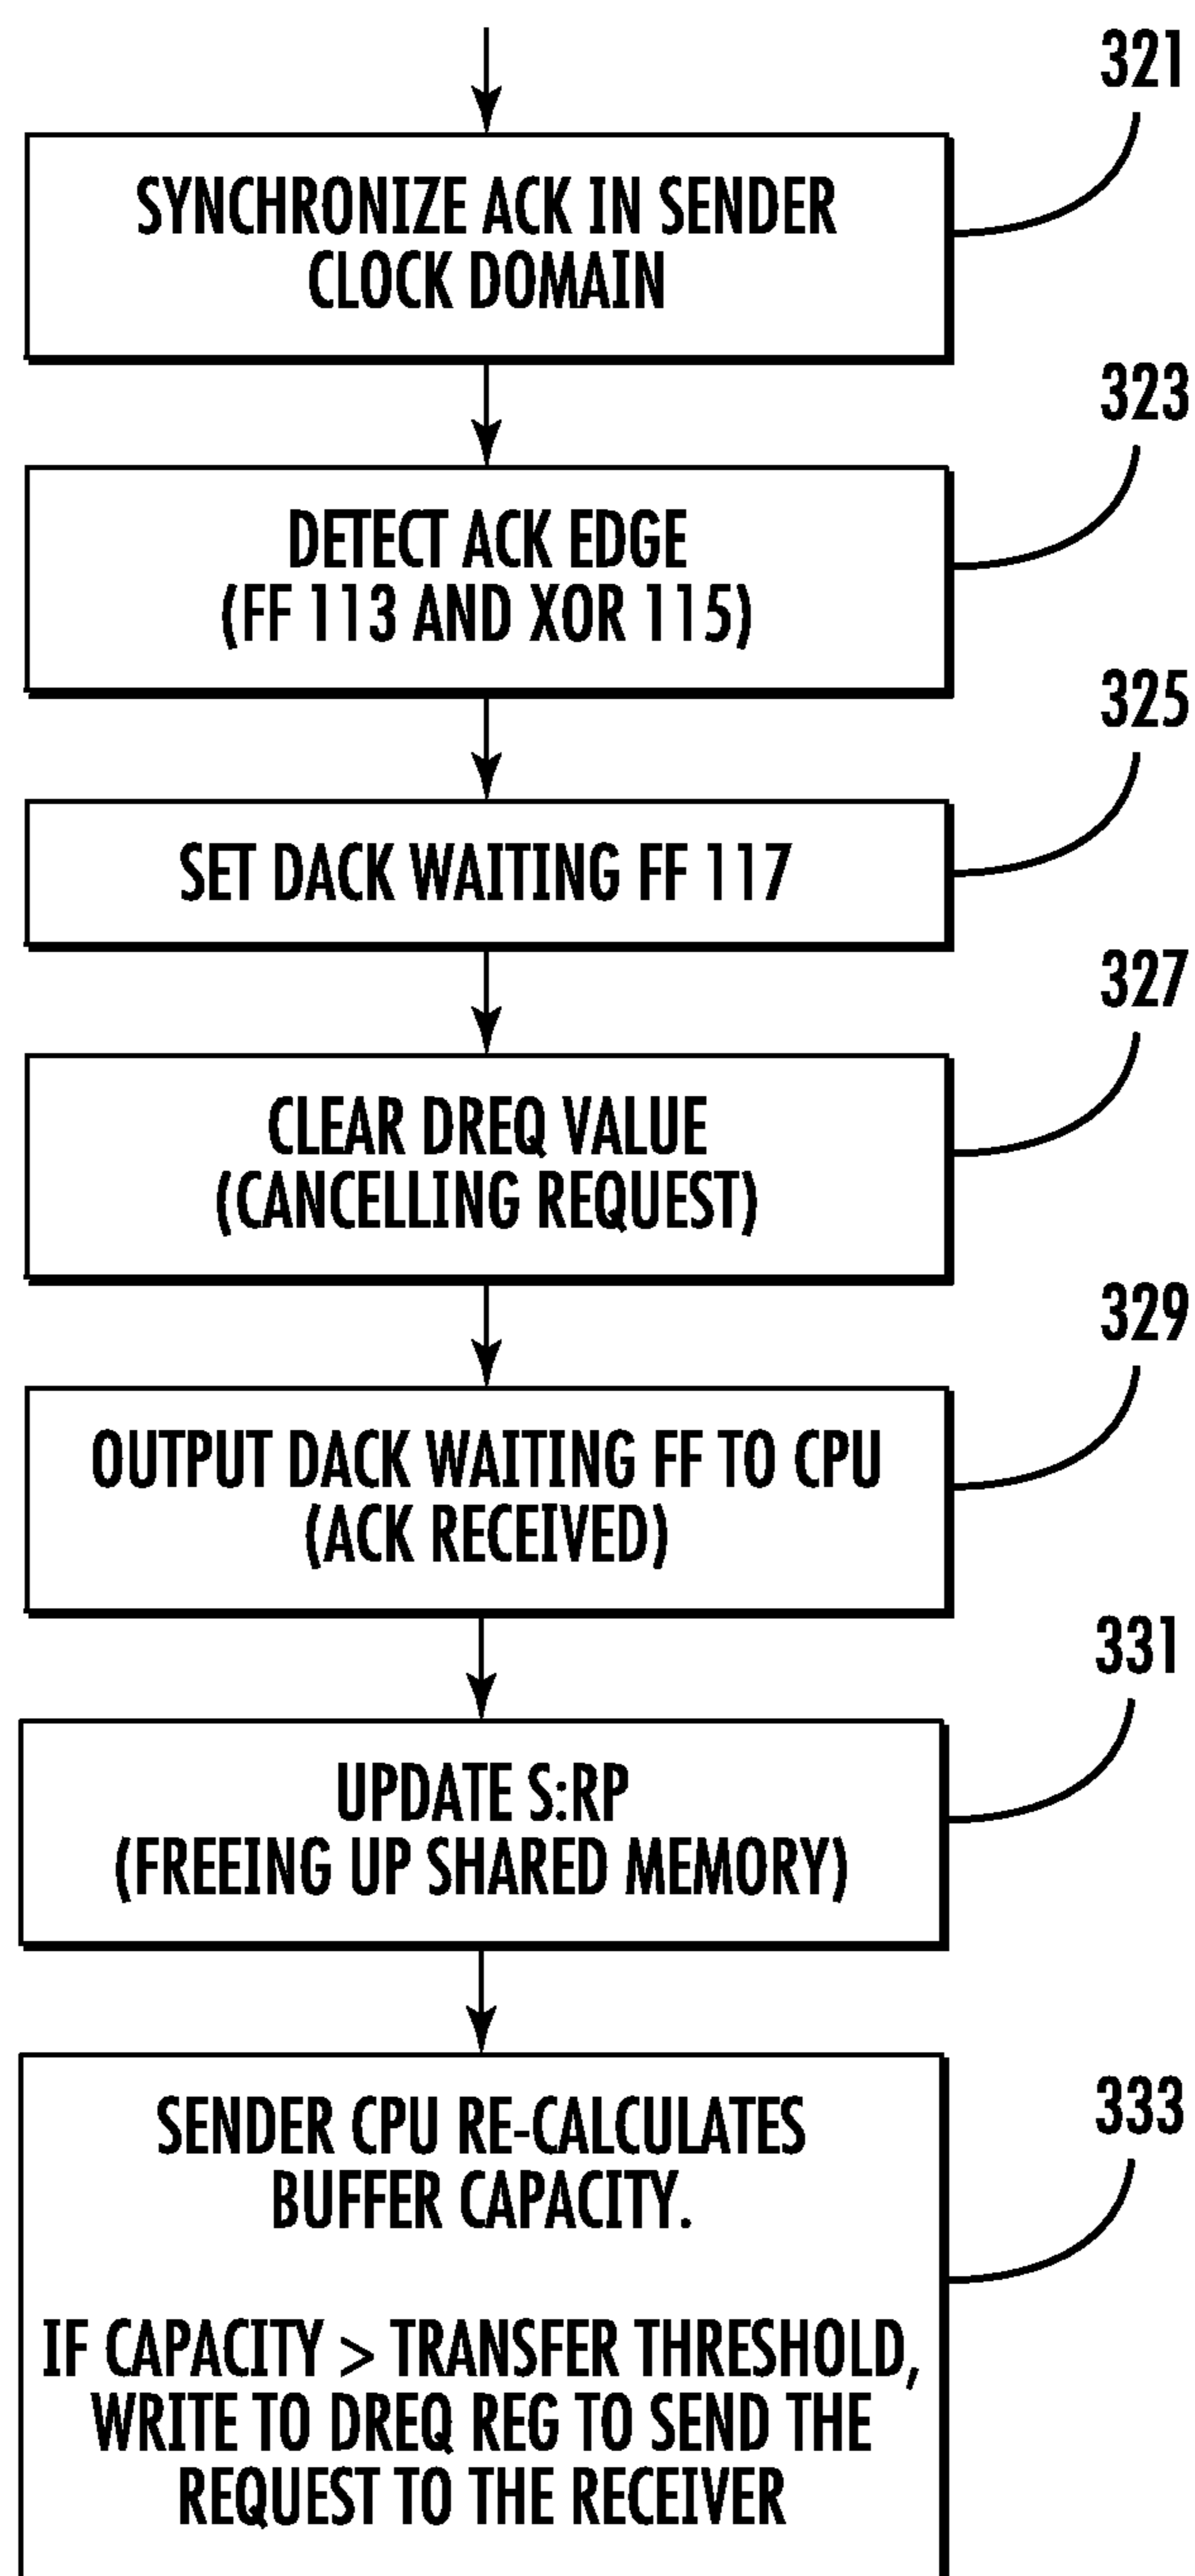 321
SYNCHRONIZE ACK IN SENDER
CLOCK DOMAIN
323
DETECT ACK EDGE
(FF 113 AND XOR 115)
325
SET DACK WAITING FF 117
327
CLEAR DREQ VALUE
(CANCELLING REQUEST)
329
OUTPUT DACK WAITING FF TO CPU
(ACK RECEIVED)
331
UPDATE S:RP
(FREEING UP SHARED MEMORY)
333
SENDER CPU RE-CALCULATES
BUFFER CAPACITY.
IF CAPACITY > TRANSFER THRESHOLD,
WRITE TO DREQ REG TO SEND THE
REQUEST TO THE RECEIVER